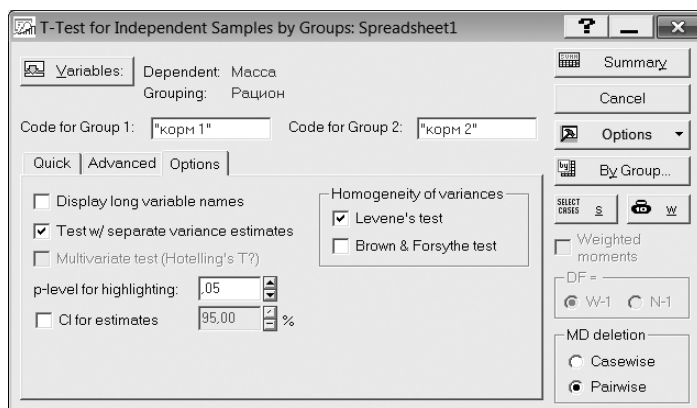 T-Test for Independent Samples by Groups: Spreadsheet1
Variables:
Dependent: Масса
Grouping: Рацион
Code for Group 1: "корм 1" Code for Group 2: "корм 2"
Quick Advanced Options
Display long variable names
Test w/ separate variance estimates
Multivariate test (Hotelling's T?)
p-level for highlighting: ,05
CI for estimates 95,00 %
Homogeneity of variances
Levene's test
Brown & Forsythe test
Summary
Cancel
Options
By Group...
SELECT CASES S W
Weighted moments
DF =
W-1 N-1
MD deletion
Casewise
Pairwise